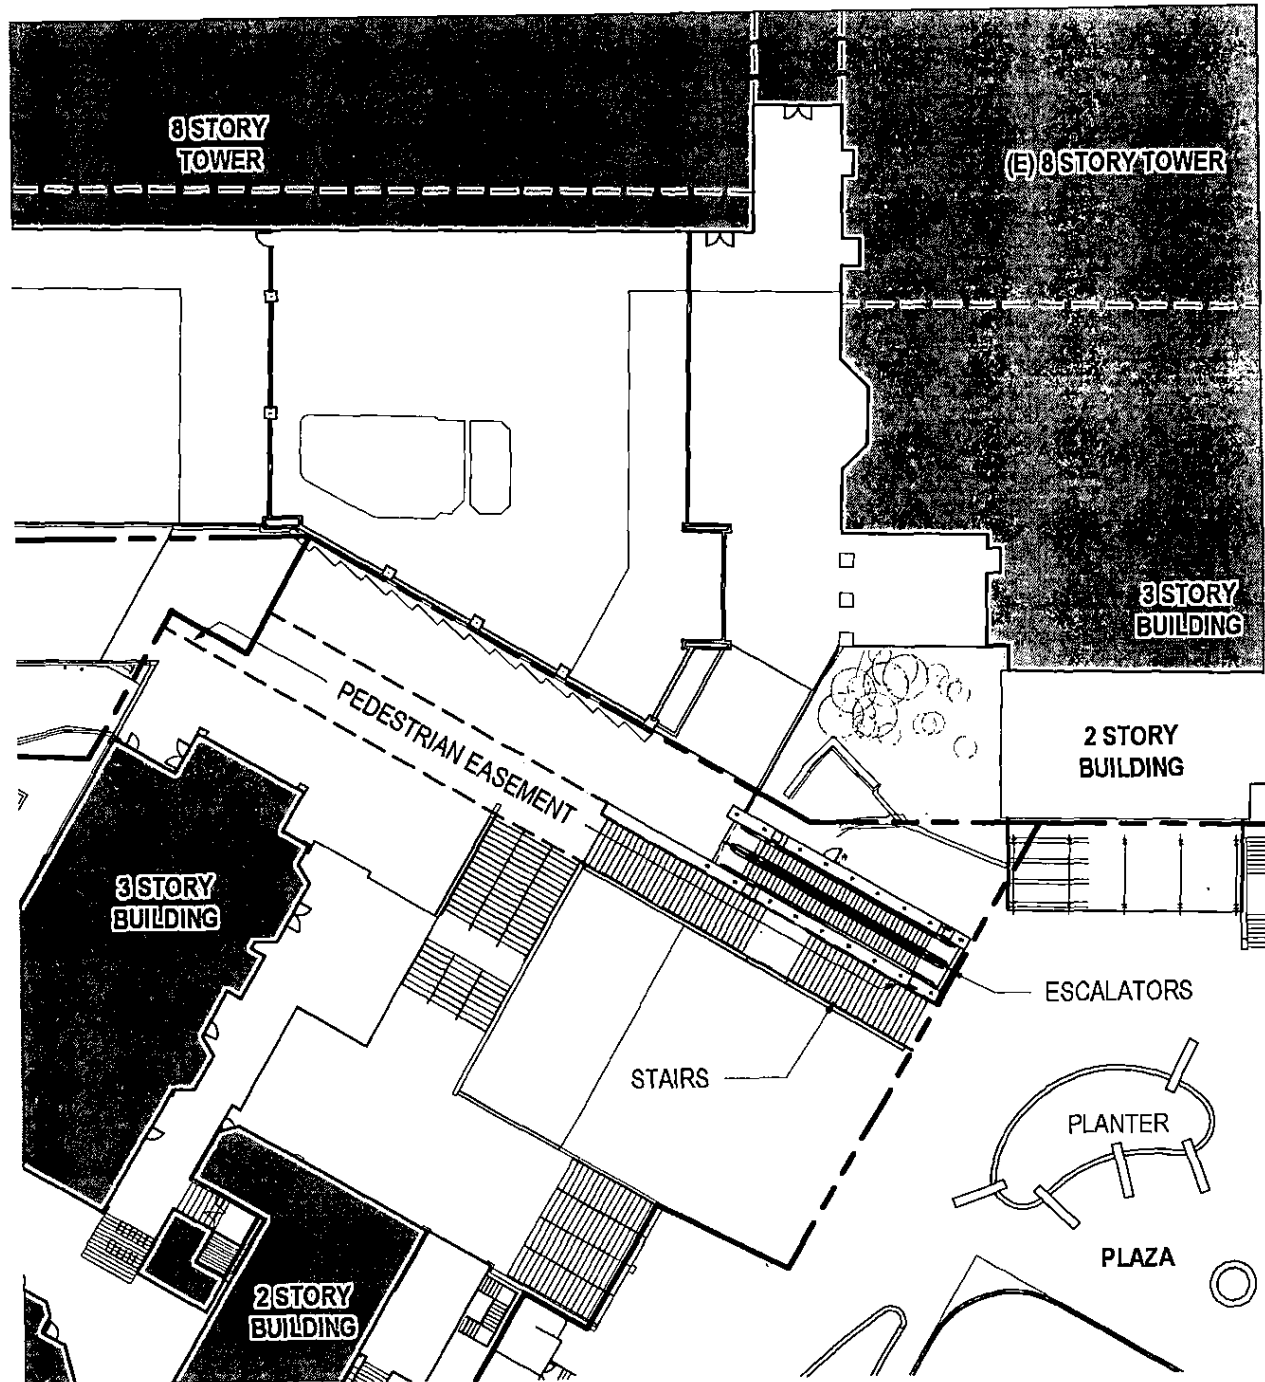 8 STORY
TOWER
(E) 8 STORY TOWER
3 STORY
BUILDING
PEDESTRIAN EASEMENT
2 STORY
BUILDING
3 STORY
BUILDING
ESCALATORS
STAIRS
PLANTER
PLAZA
2 STORY
BUILDING